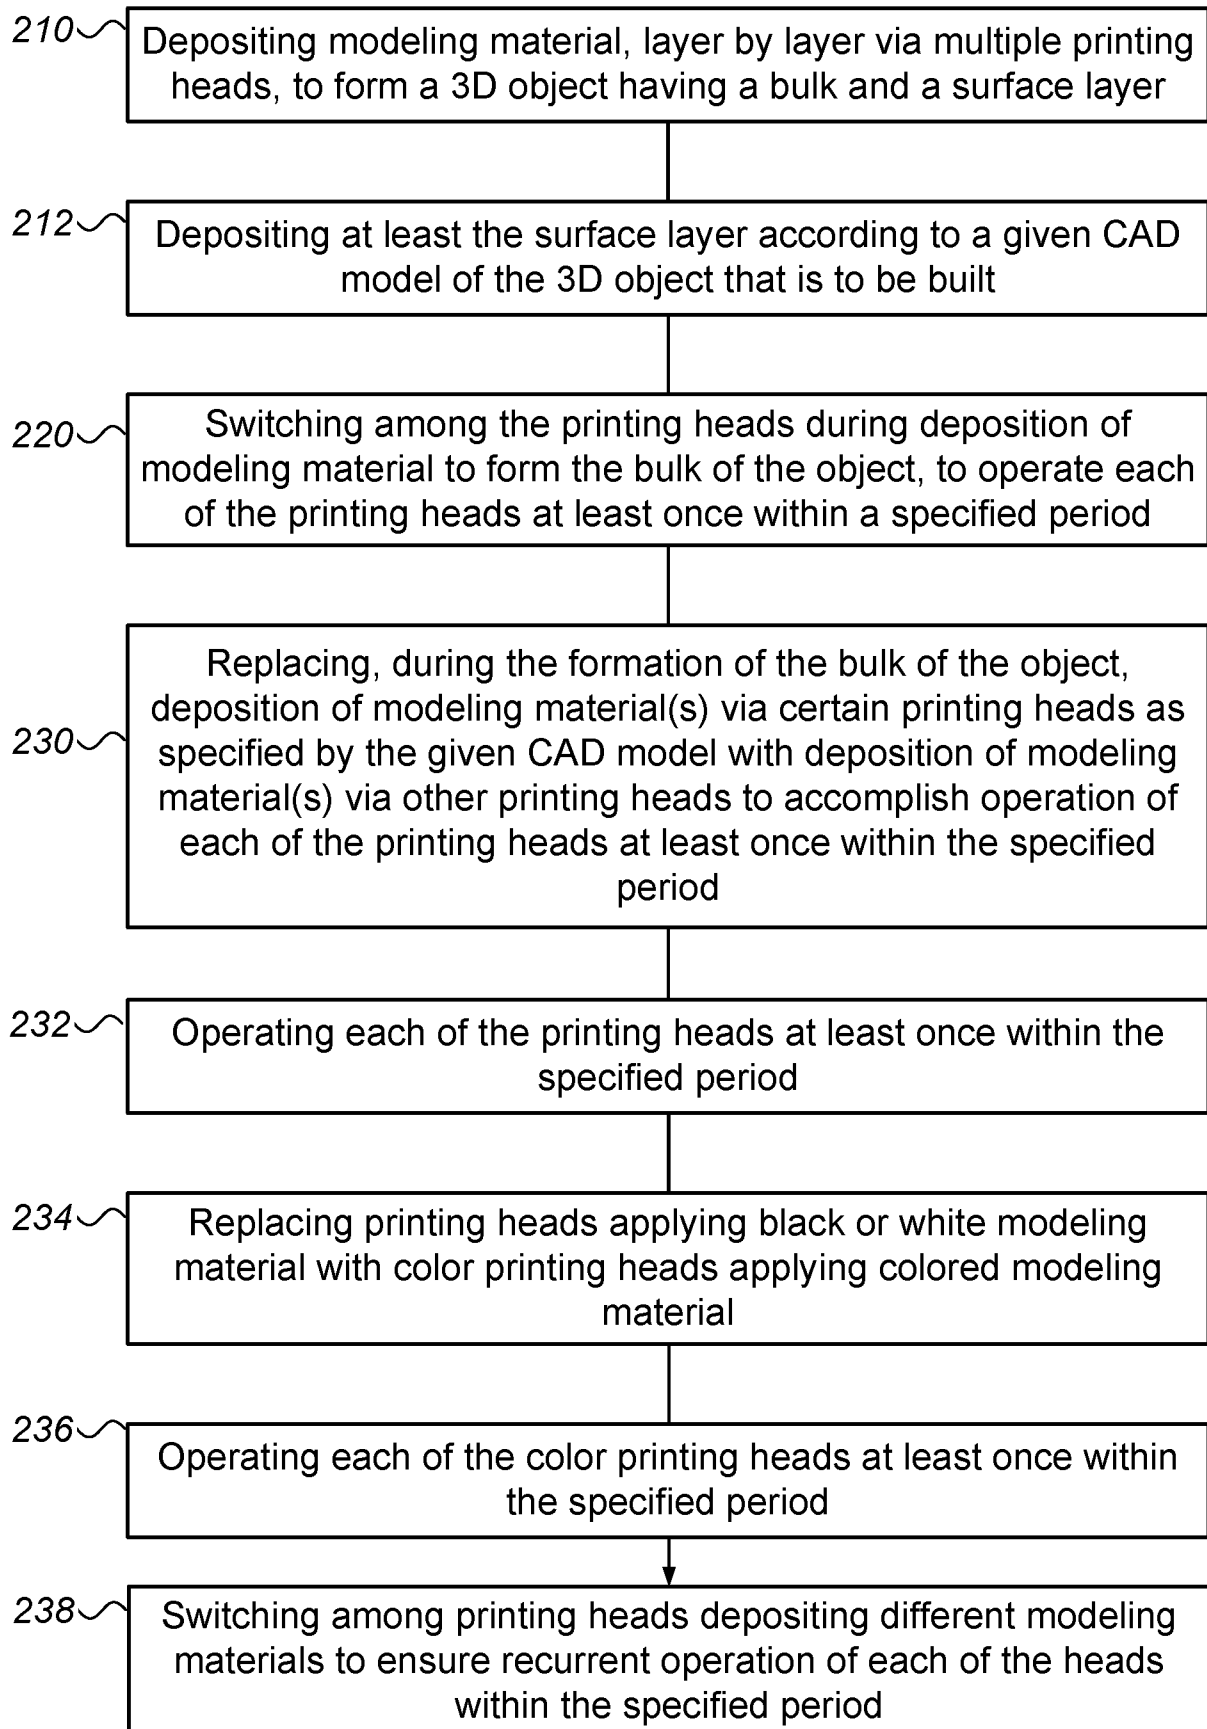 210
Depositing modeling material, layer by layer via multiple printing
heads, to form a 3D object having a bulk and a surface layer
212
Depositing at least the surface layer according to a given CAD
model of the 3D object that is to be built
220
Switching among the printing heads during deposition of
modeling material to form the bulk of the object, to operate each
of the printing heads at least once within a specified period
230
Replacing, during the formation of the bulk of the object,
deposition of modeling material(s) via certain printing heads as
specified by the given CAD model with deposition of modeling
material(s) via other printing heads to accomplish operation of
each of the printing heads at least once within the specified
period
232
Operating each of the printing heads at least once within the
specified period
234
Replacing printing heads applying black or white modeling
material with color printing heads applying colored modeling
material
236
Operating each of the color printing heads at least once within
the specified period
238
Switching among printing heads depositing different modeling
materials to ensure recurrent operation of each of the heads
within the specified period